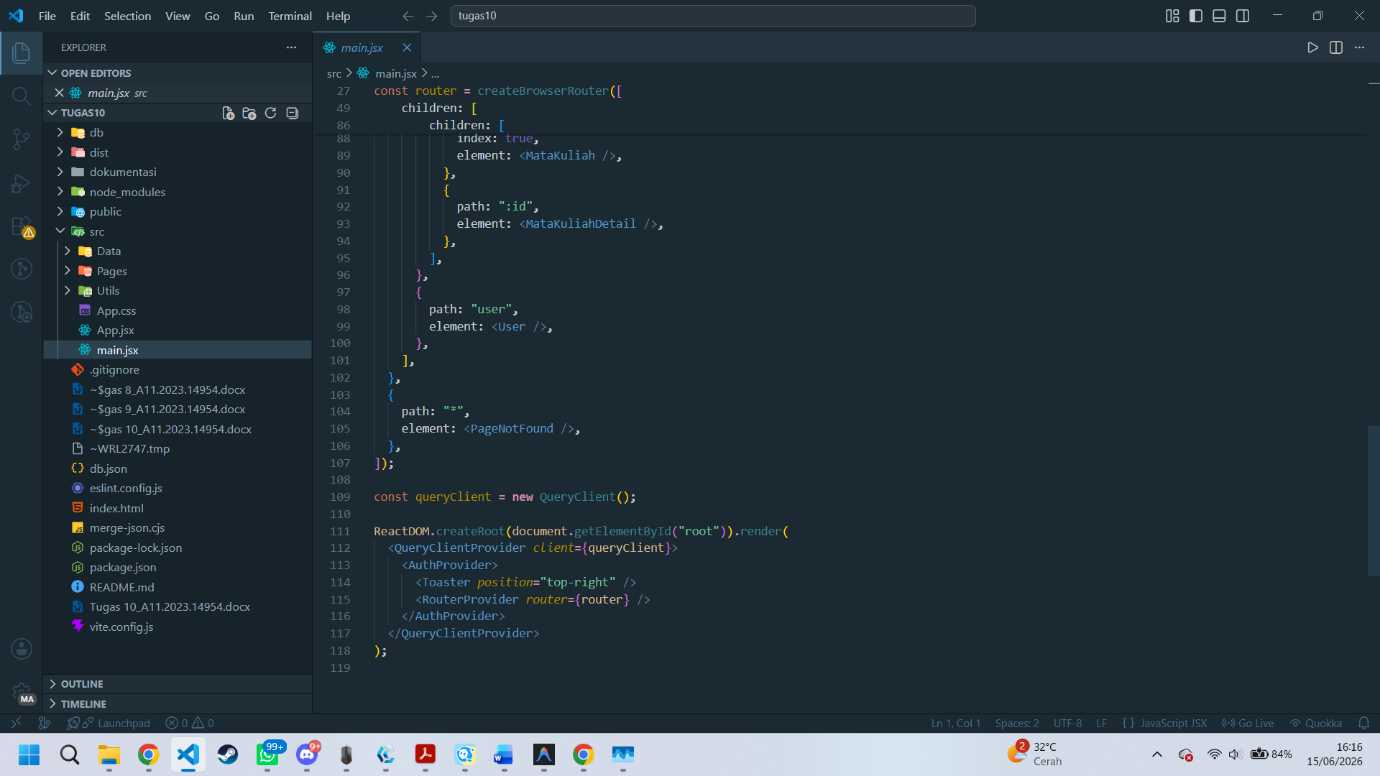 File Edit Selection View Go Run Terminal Help
tugas10
EXPLORER
OPEN EDITORS
main.jsx src
TUGAS10
db
dist
dokumentasi
node_modules
public
src
Data
Pages
Utils
App.css
App.jsx
main.jsx
.gitignore
~$gas 8_A11.2023.14954.docx
~$gas 9_A11.2023.14954.docx
~$gas 10_A11.2023.14954.docx
~WRL2747.tmp
db.json
eslint.config.js
index.html
merge-json.cjs
package-lock.json
package.json
README.md
Tugas 10_A11.2023.14954.docx
vite.config.js
OUTLINE
TIMELINE
MA
main.jsx
src > main.jsx > ...
27 const router = createBrowserRouter([
49 children: [
86 children: [
88 index: true,
89 element: <MataKuliah />,
90 },
91 {
92 path: ":id",
93 element: <MataKuliahDetail />,
94 },
95 ],
96 },
97 {
98 path: "user",
99 element: <User />,
100 },
101 ],
102 },
103 {
104 path: "*",
105 element: <PageNotFound />,
106 },
107 ]);
108
109 const queryClient = new QueryClient();
110
111 ReactDOM.createRoot(document.getElementById("root")).render(
112 <QueryClientProvider client={queryClient}>
113 <AuthProvider>
114 <Toaster position="top-right" />
115 <RouterProvider router={router} />
116 </AuthProvider>
117 </QueryClientProvider>
118 );
119
Launchpad 0 0 Ln 1, Col 1 Spaces: 2 UTF-8 LF { } JavaScript JSX Go Live Quokka
99+ 9+ 2 32°C 84% 16:16
Cerah 15/06/2026